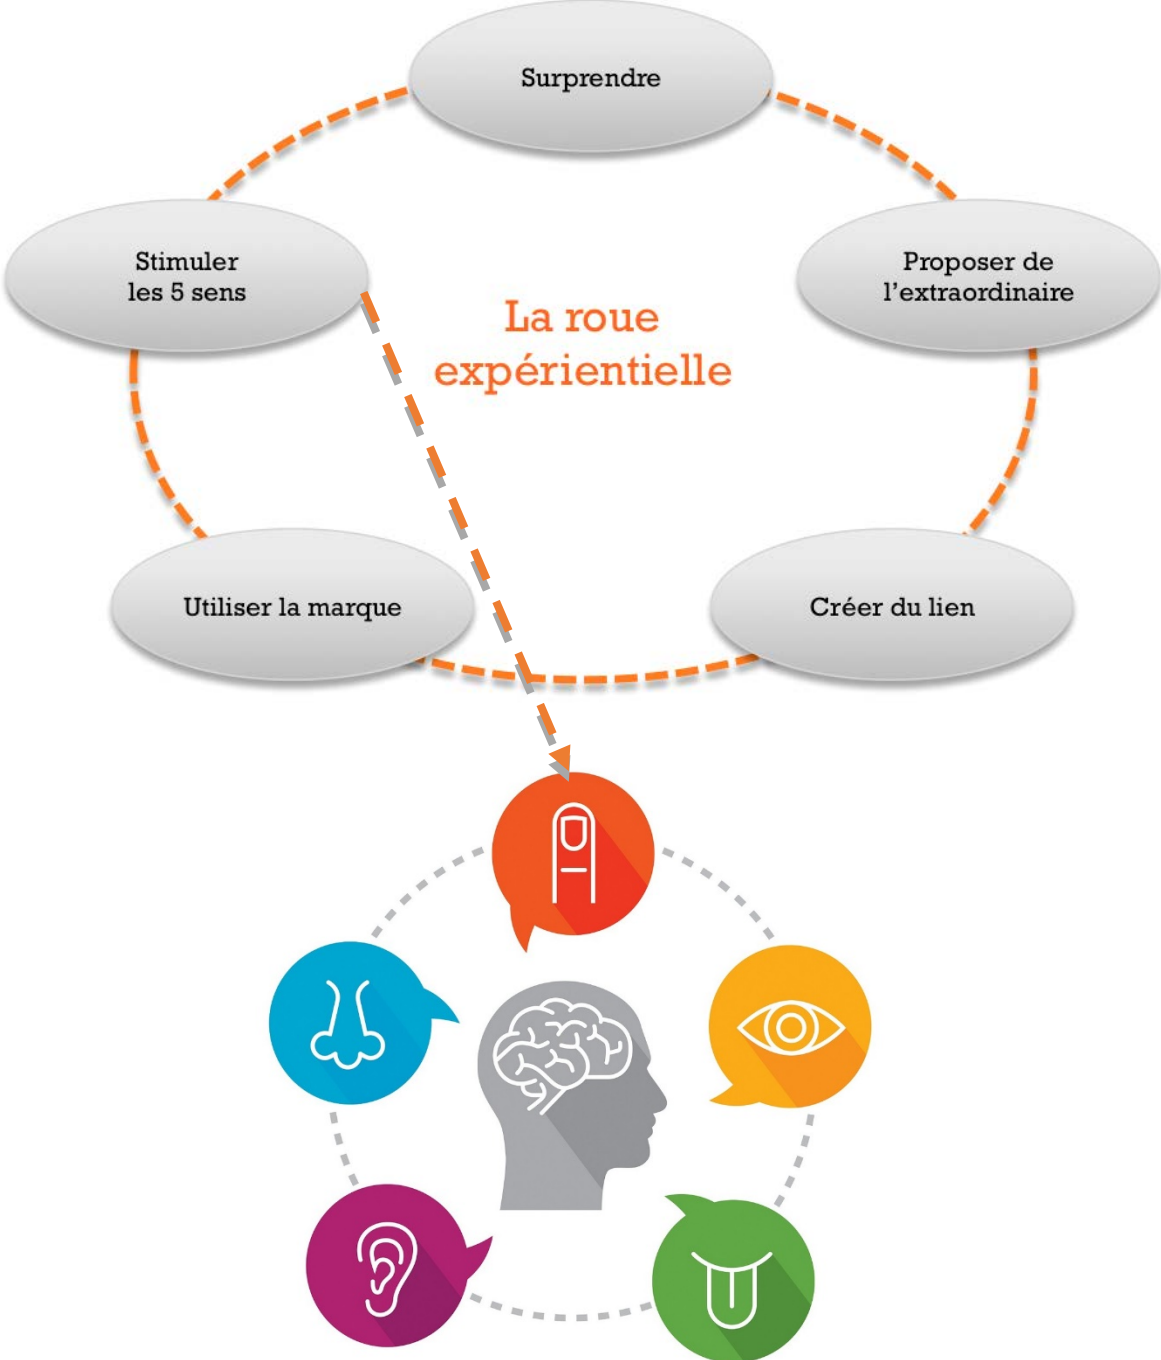 Surprendre
Stimuler
les 5 sens
Proposer de
l'extraordinaire
La roue
expérientielle
Utiliser la marque
Créer du lien